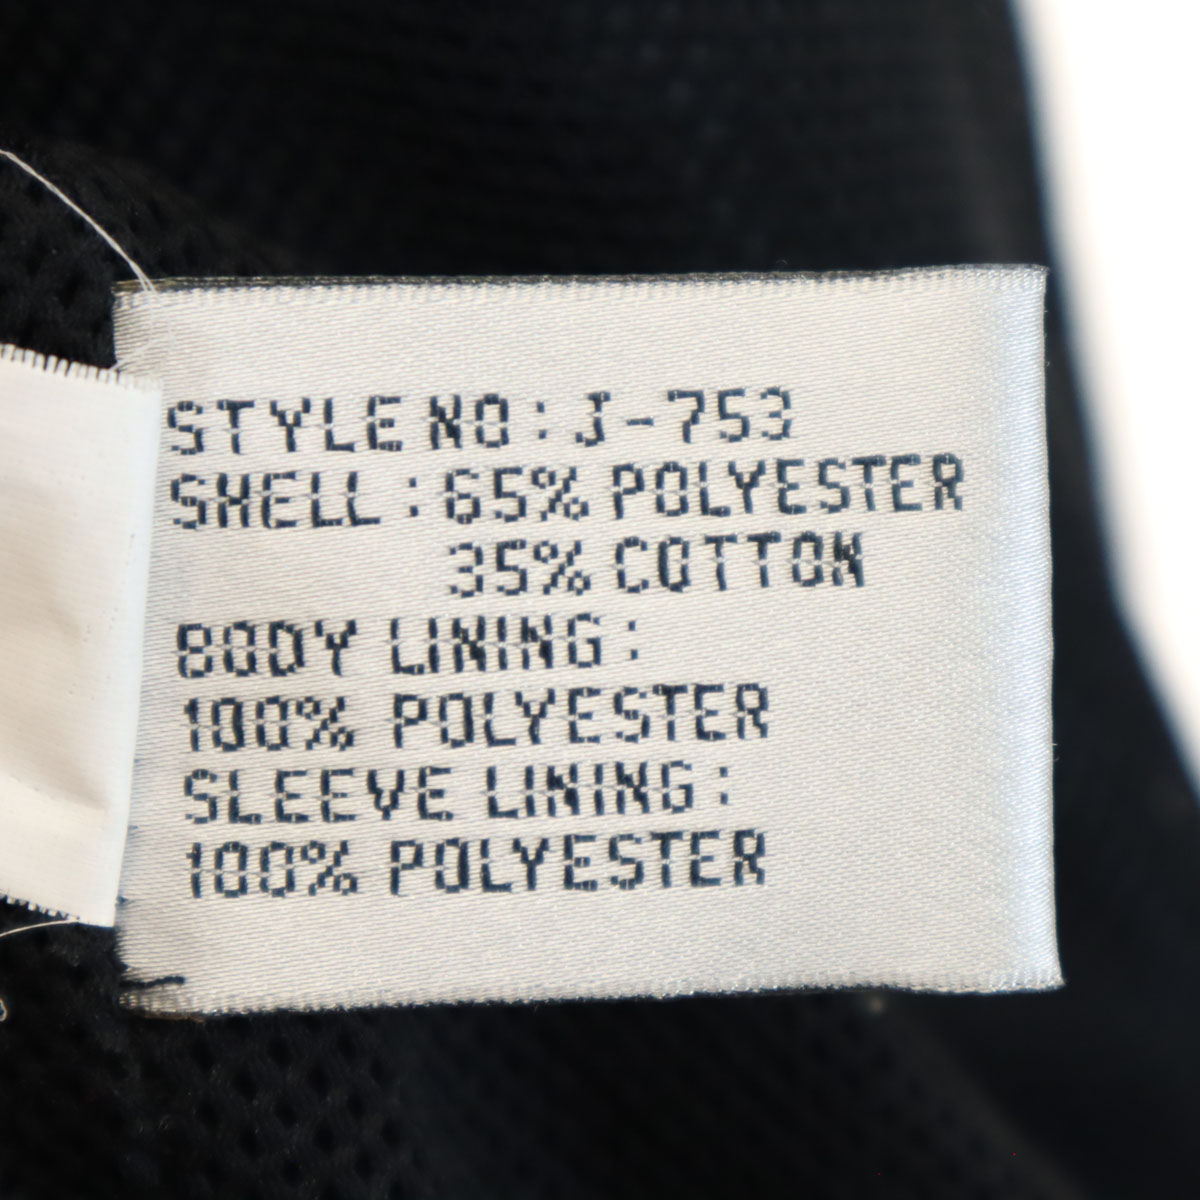 STYLE NO : J-753
SHELL : 65% POLYESTER
35% COTTON
BODY LINING :
100% POLYESTER
SLEEVE LINING :
100% POLYESTER